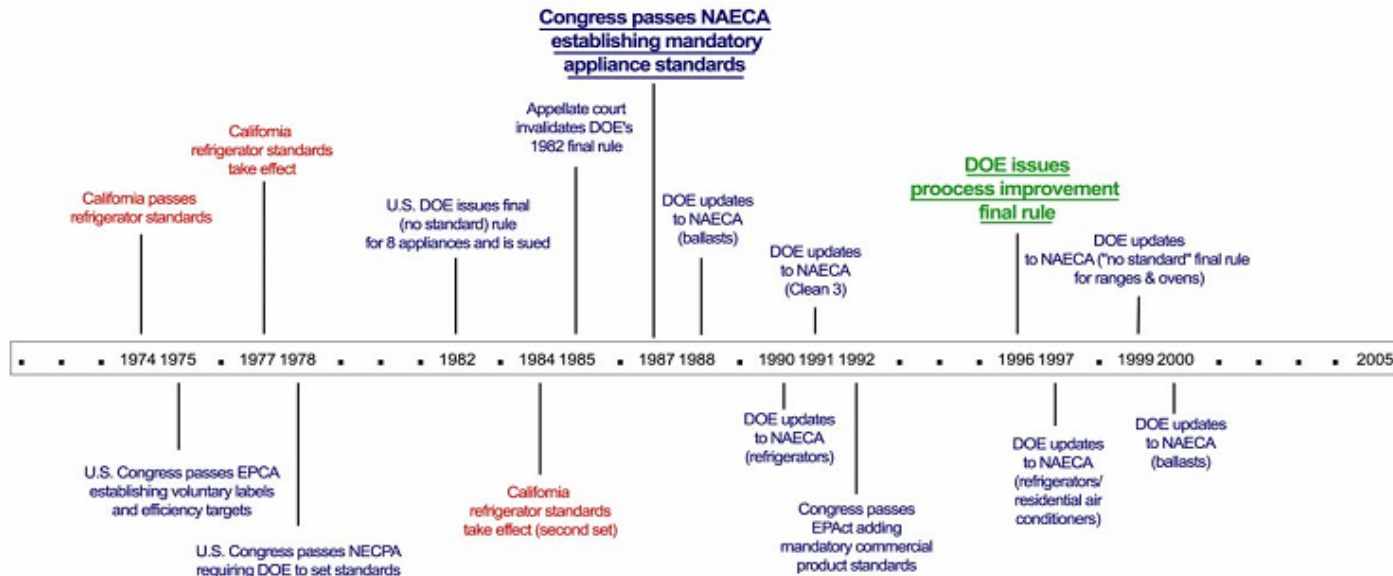 Congress passes NAECA
establishing mandatory
appliance standards
Appellate court
invalidates DOE's
1982 final rule
California
refrigerator standards
take effect
DOE issues
proocess improvement
final rule
California passes
refrigerator standards
U.S. DOE issues final
(no standard) rule
for 8 appliances and is sued
DOE updates
to NAECA
(ballasts)
DOE updates
to NAECA
(Clean 3)
DOE updates
to NAECA ("no standard" final rule
for ranges & ovens)
1974 1975 1977 1978 1982 1984 1985 1987 1988 1990 1991 1992 1996 1997 1999 2000 2005
U.S. Congress passes EPCA
establishing voluntary labels
and efficiency targets
U.S. Congress passes NECPA
requiring DOE to set standards
California
refrigerator standards
take effect (second set)
DOE updates
to NAECA
(refrigerators)
Congress passes
EPAct adding
mandatory commercial
product standards
DOE updates
to NAECA
(refrigerators/
residential air
conditioners)
DOE updates
to NAECA
(ballasts)